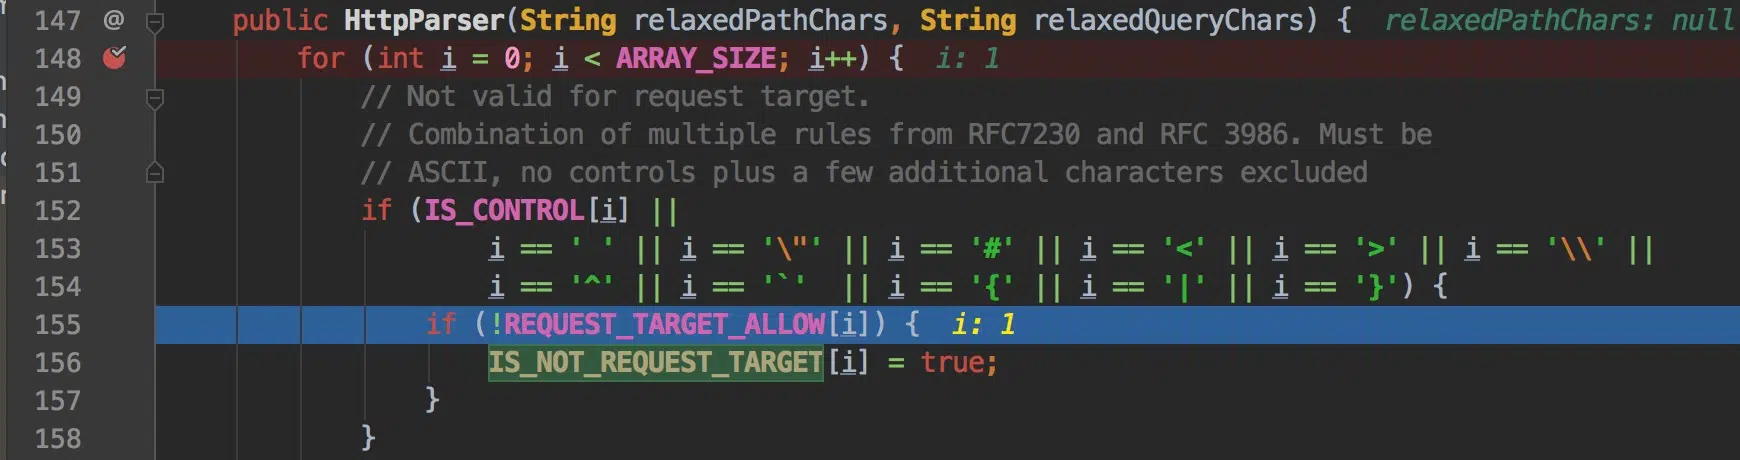 147 @ public HttpParser(String relaxedPathChars, String relaxedQueryChars) { relaxedPathChars: null
148 for (int i = 0; i < ARRAY_SIZE; i++) { i: 1
149 // Not valid for request target.
150 // Combination of multiple rules from RFC7230 and RFC 3986. Must be
151 // ASCII, no controls plus a few additional characters excluded
152 if (IS_CONTROL[i] ||
153 i == ' ' || i == '\"' || i == '#' || i == '<' || i == '>' || i == '\\' ||
154 i == '^' || i == '`' || i == '{' || i == '|' || i == '}') {
155 if (!REQUEST_TARGET_ALLOW[i]) { i: 1
156 IS_NOT_REQUEST_TARGET[i] = true;
157 }
158 }